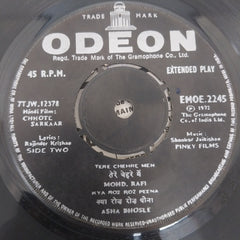 TRADE MARK
ODEON
Regd. Trade Mark of The Gramophone Co. Ltd.
45 R.P.M.
EXTENDED PLAY
7TJW.12378
EMOE.2245
Hindi Film:
CHHOTE
SARKAAR
℗ 1972
The Gramophone
Co. of India Ltd.
Lyrics:
Rajinder Krishan
SIDE TWO
Music:
Shankar Jaikishan
PINKY FILMS
TERE CHEHRE MEN
तेरे चेहरे में
MOHD. RAFI
KYA ROZ ROZ PEENA
क्या रोज़ रोज़ पीना
ASHA BHOSLE